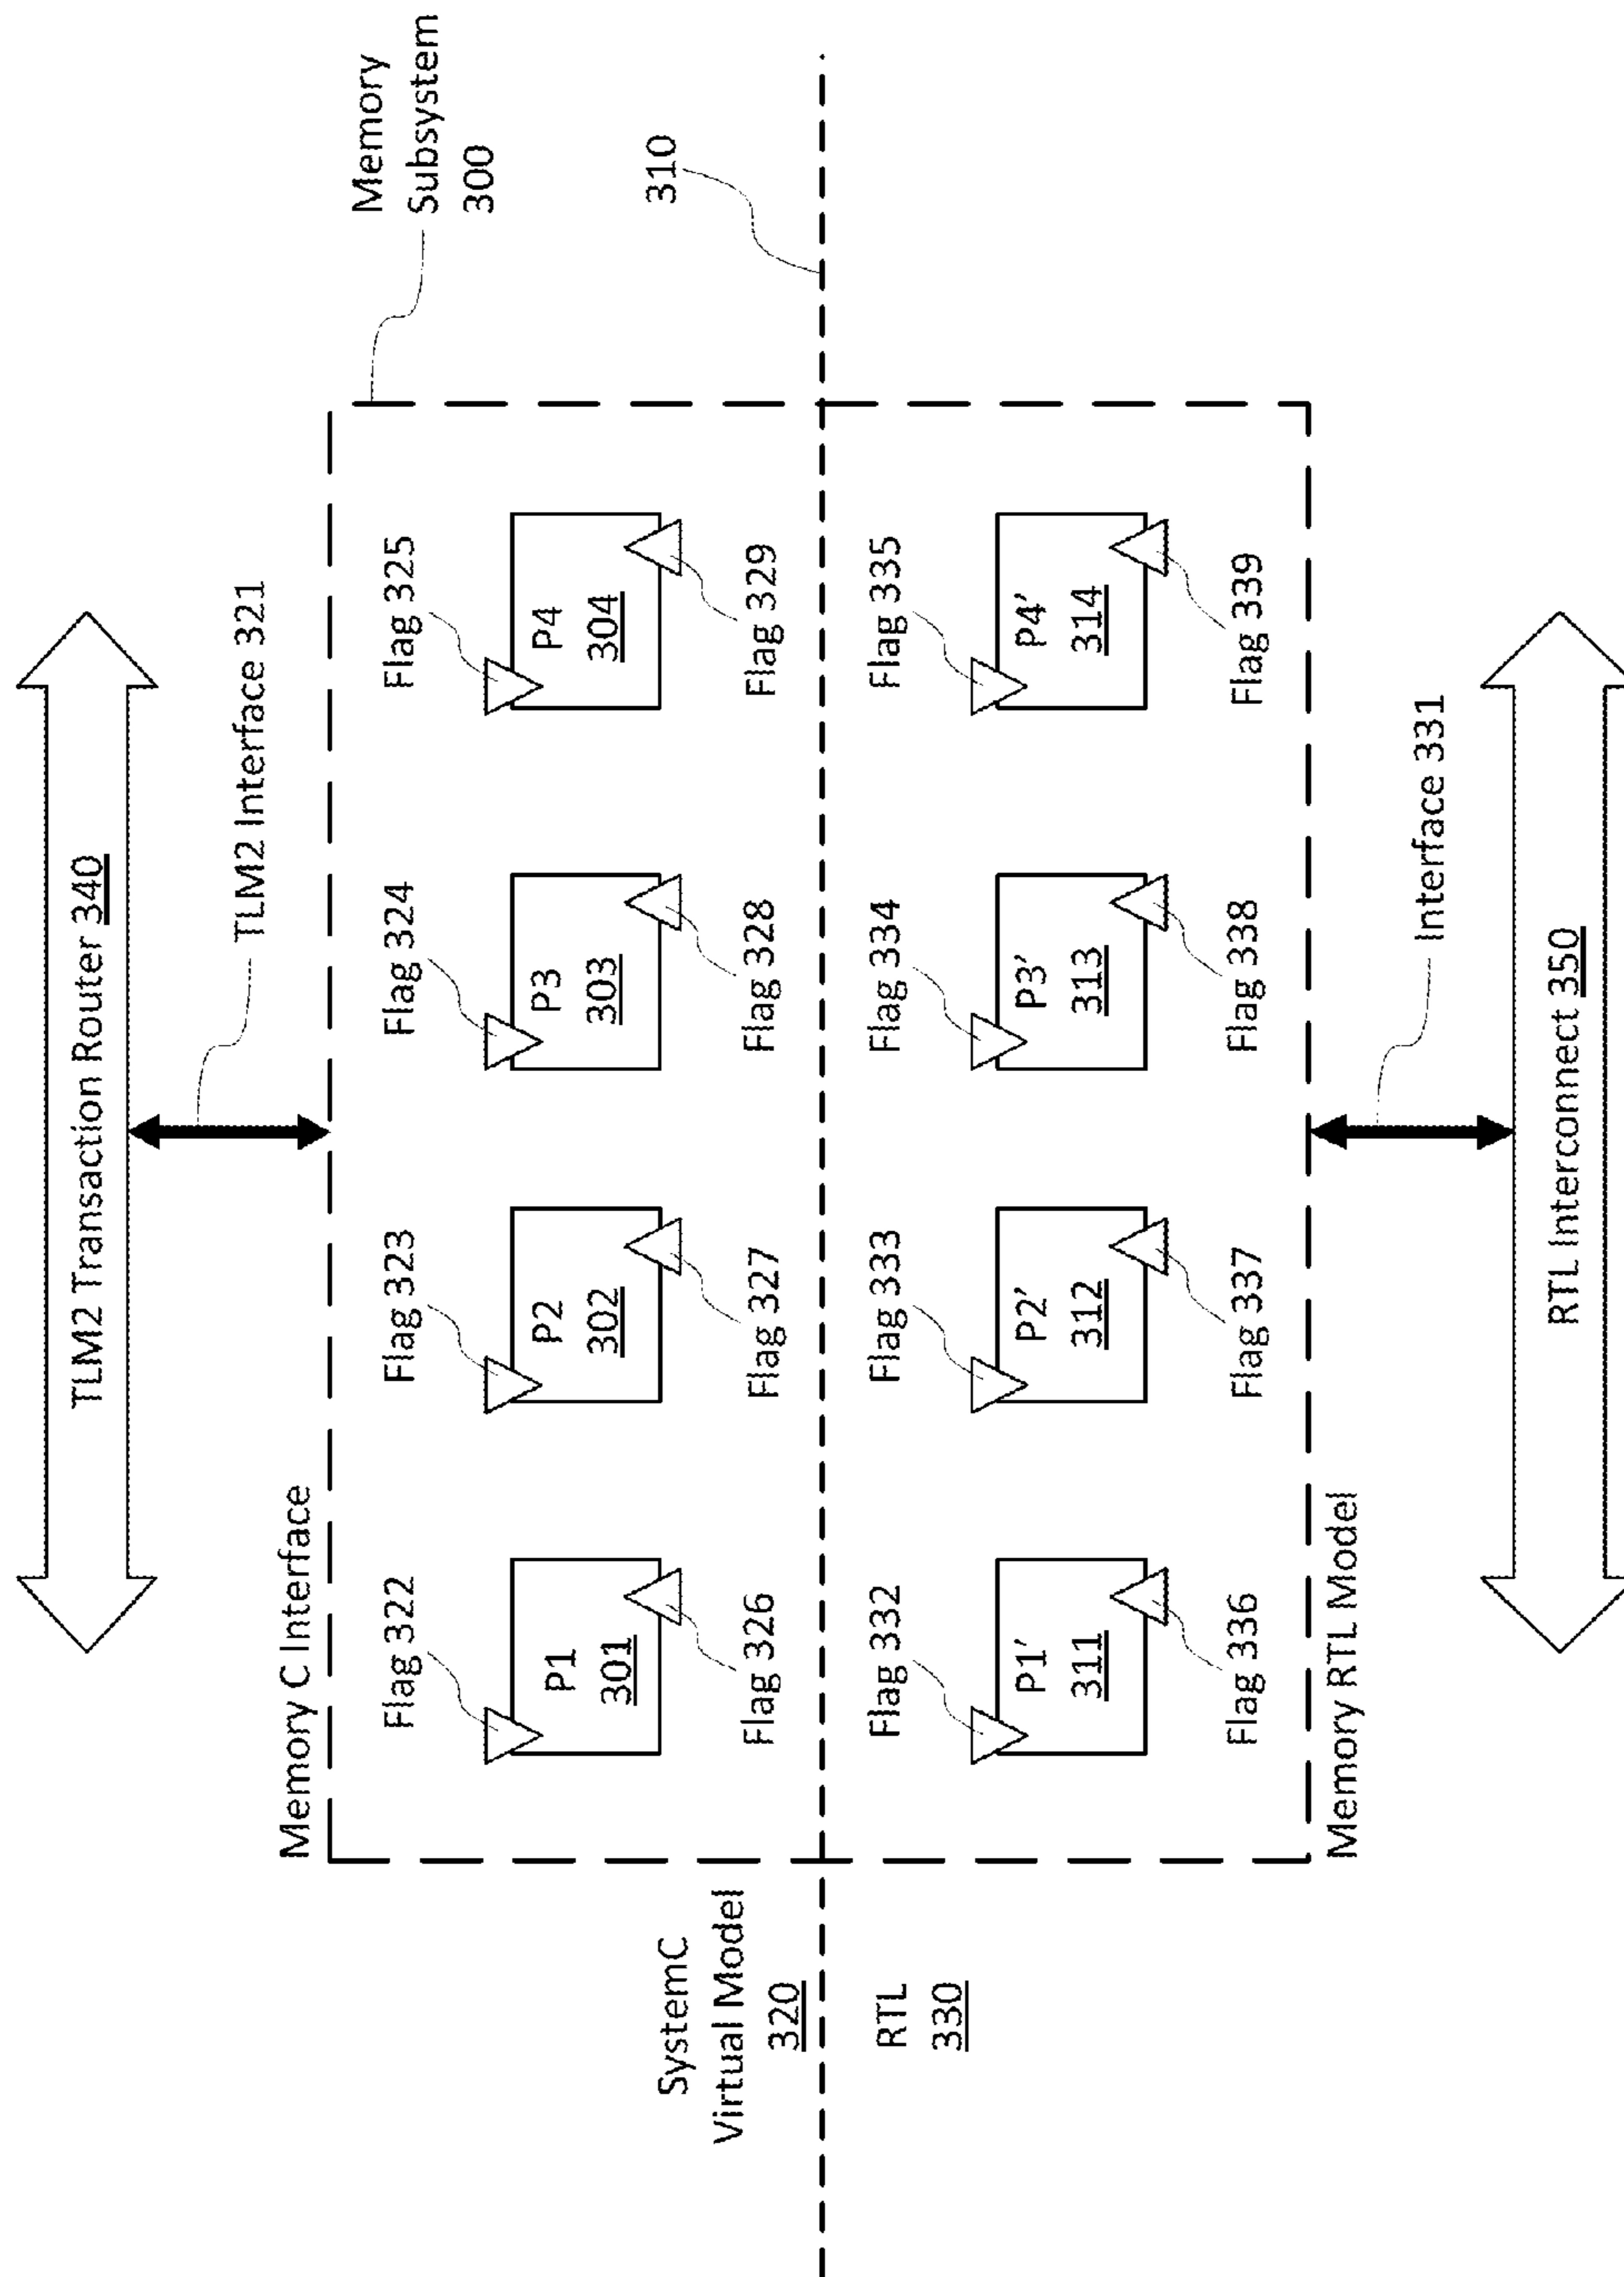 TLM2 Transaction Router 340
TLM2 Interface 321
Memory C Interface
Memory
Subsystem
300
Flag 322
Flag 323
Flag 324
Flag 325
P1
301
P2
302
P3
303
P4
304
Flag 326
Flag 327
Flag 328
Flag 329
SystemC
Virtual Model
320
310
RTL
330
Flag 332
Flag 333
Flag 334
Flag 335
P1’
311
P2’
312
P3’
313
P4’
314
Flag 336
Flag 337
Flag 338
Flag 339
Memory RTL Model
Interface 331
RTL Interconnect 350